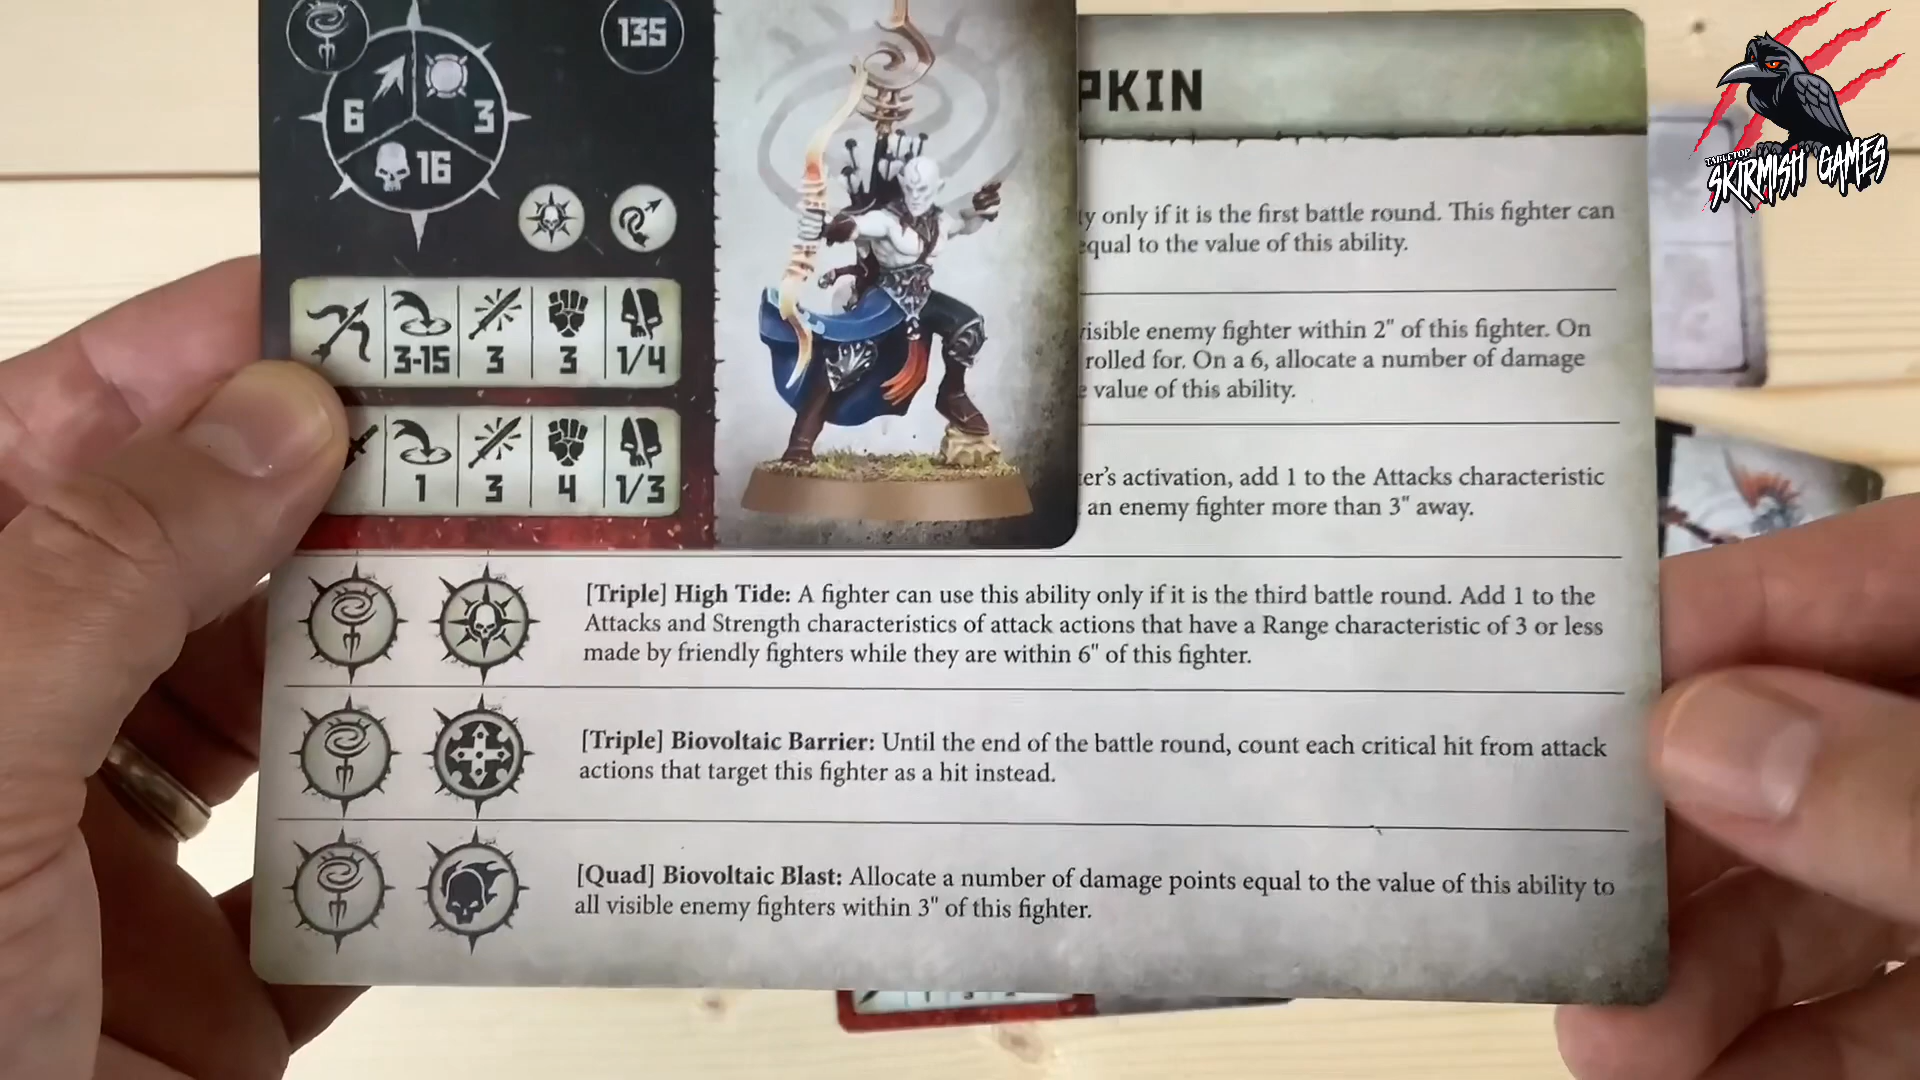 135
6
3
16
3-15
3
3
1/4
1
3
4
1/3
PKIN
TABLETOP
SKIRMISH GAMES
y only if it is the first battle round. This fighter can
equal to the value of this ability.
visible enemy fighter within 2" of this fighter. On
rolled for. On a 6, allocate a number of damage
value of this ability.
er's activation, add 1 to the Attacks characteristic
an enemy fighter more than 3" away.
[Triple] High Tide: A fighter can use this ability only if it is the third battle round. Add 1 to the
Attacks and Strength characteristics of attack actions that have a Range characteristic of 3 or less
made by friendly fighters while they are within 6" of this fighter.
[Triple] Biovoltaic Barrier: Until the end of the battle round, count each critical hit from attack
actions that target this fighter as a hit instead.
[Quad] Biovoltaic Blast: Allocate a number of damage points equal to the value of this ability to
all visible enemy fighters within 3" of this fighter.